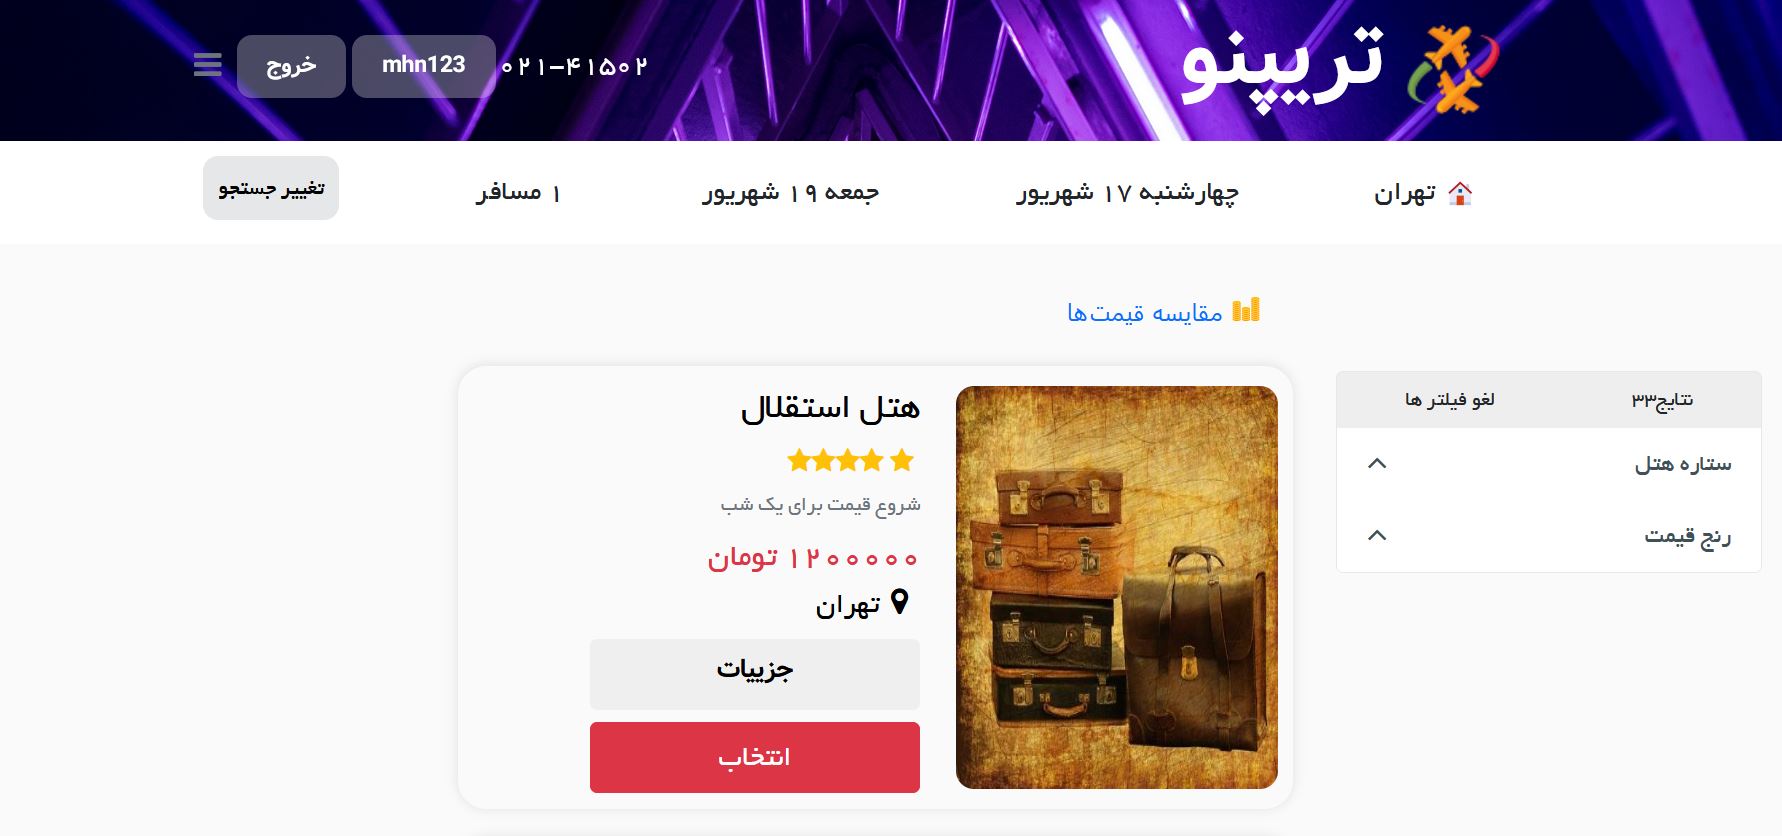 تریپنو
۰۲۱-۴۱۵۰۲
mhn123
خروج
تهران
چهارشنبه ۱۷ شهریور
جمعه ۱۹ شهریور
۱ مسافر
تغییر جستجو
مقایسه قیمت‌ها
نتایج۳۳
لغو فیلتر ها
ستاره هتل
رنج قیمت
هتل استقلال
شروع قیمت برای یک شب
۱۲۰۰۰۰۰ تومان
تهران
جزییات
انتخاب